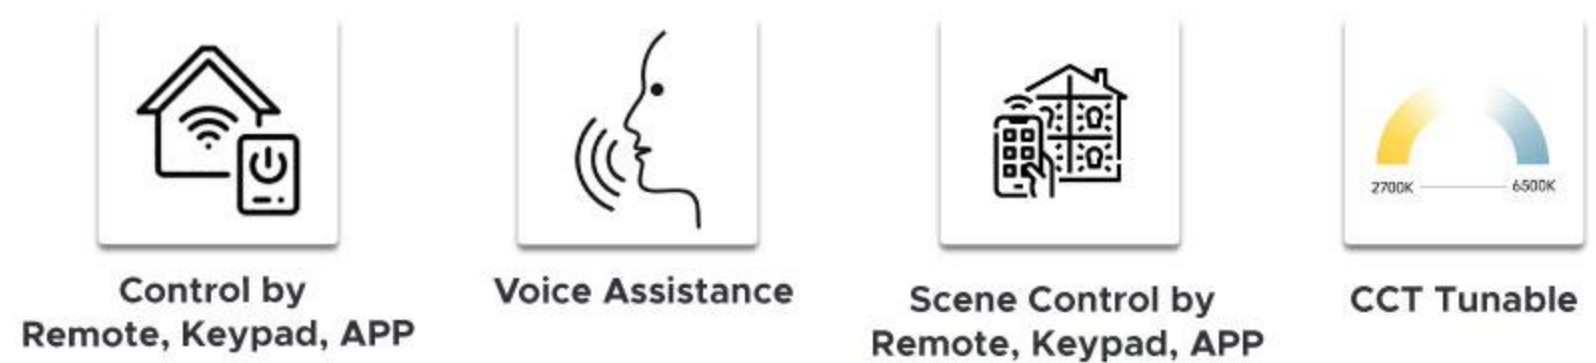 2700K
6500K
Control by
Remote, Keypad, APP
Voice Assistance
Scene Control by
Remote, Keypad, APP
CCT Tunable